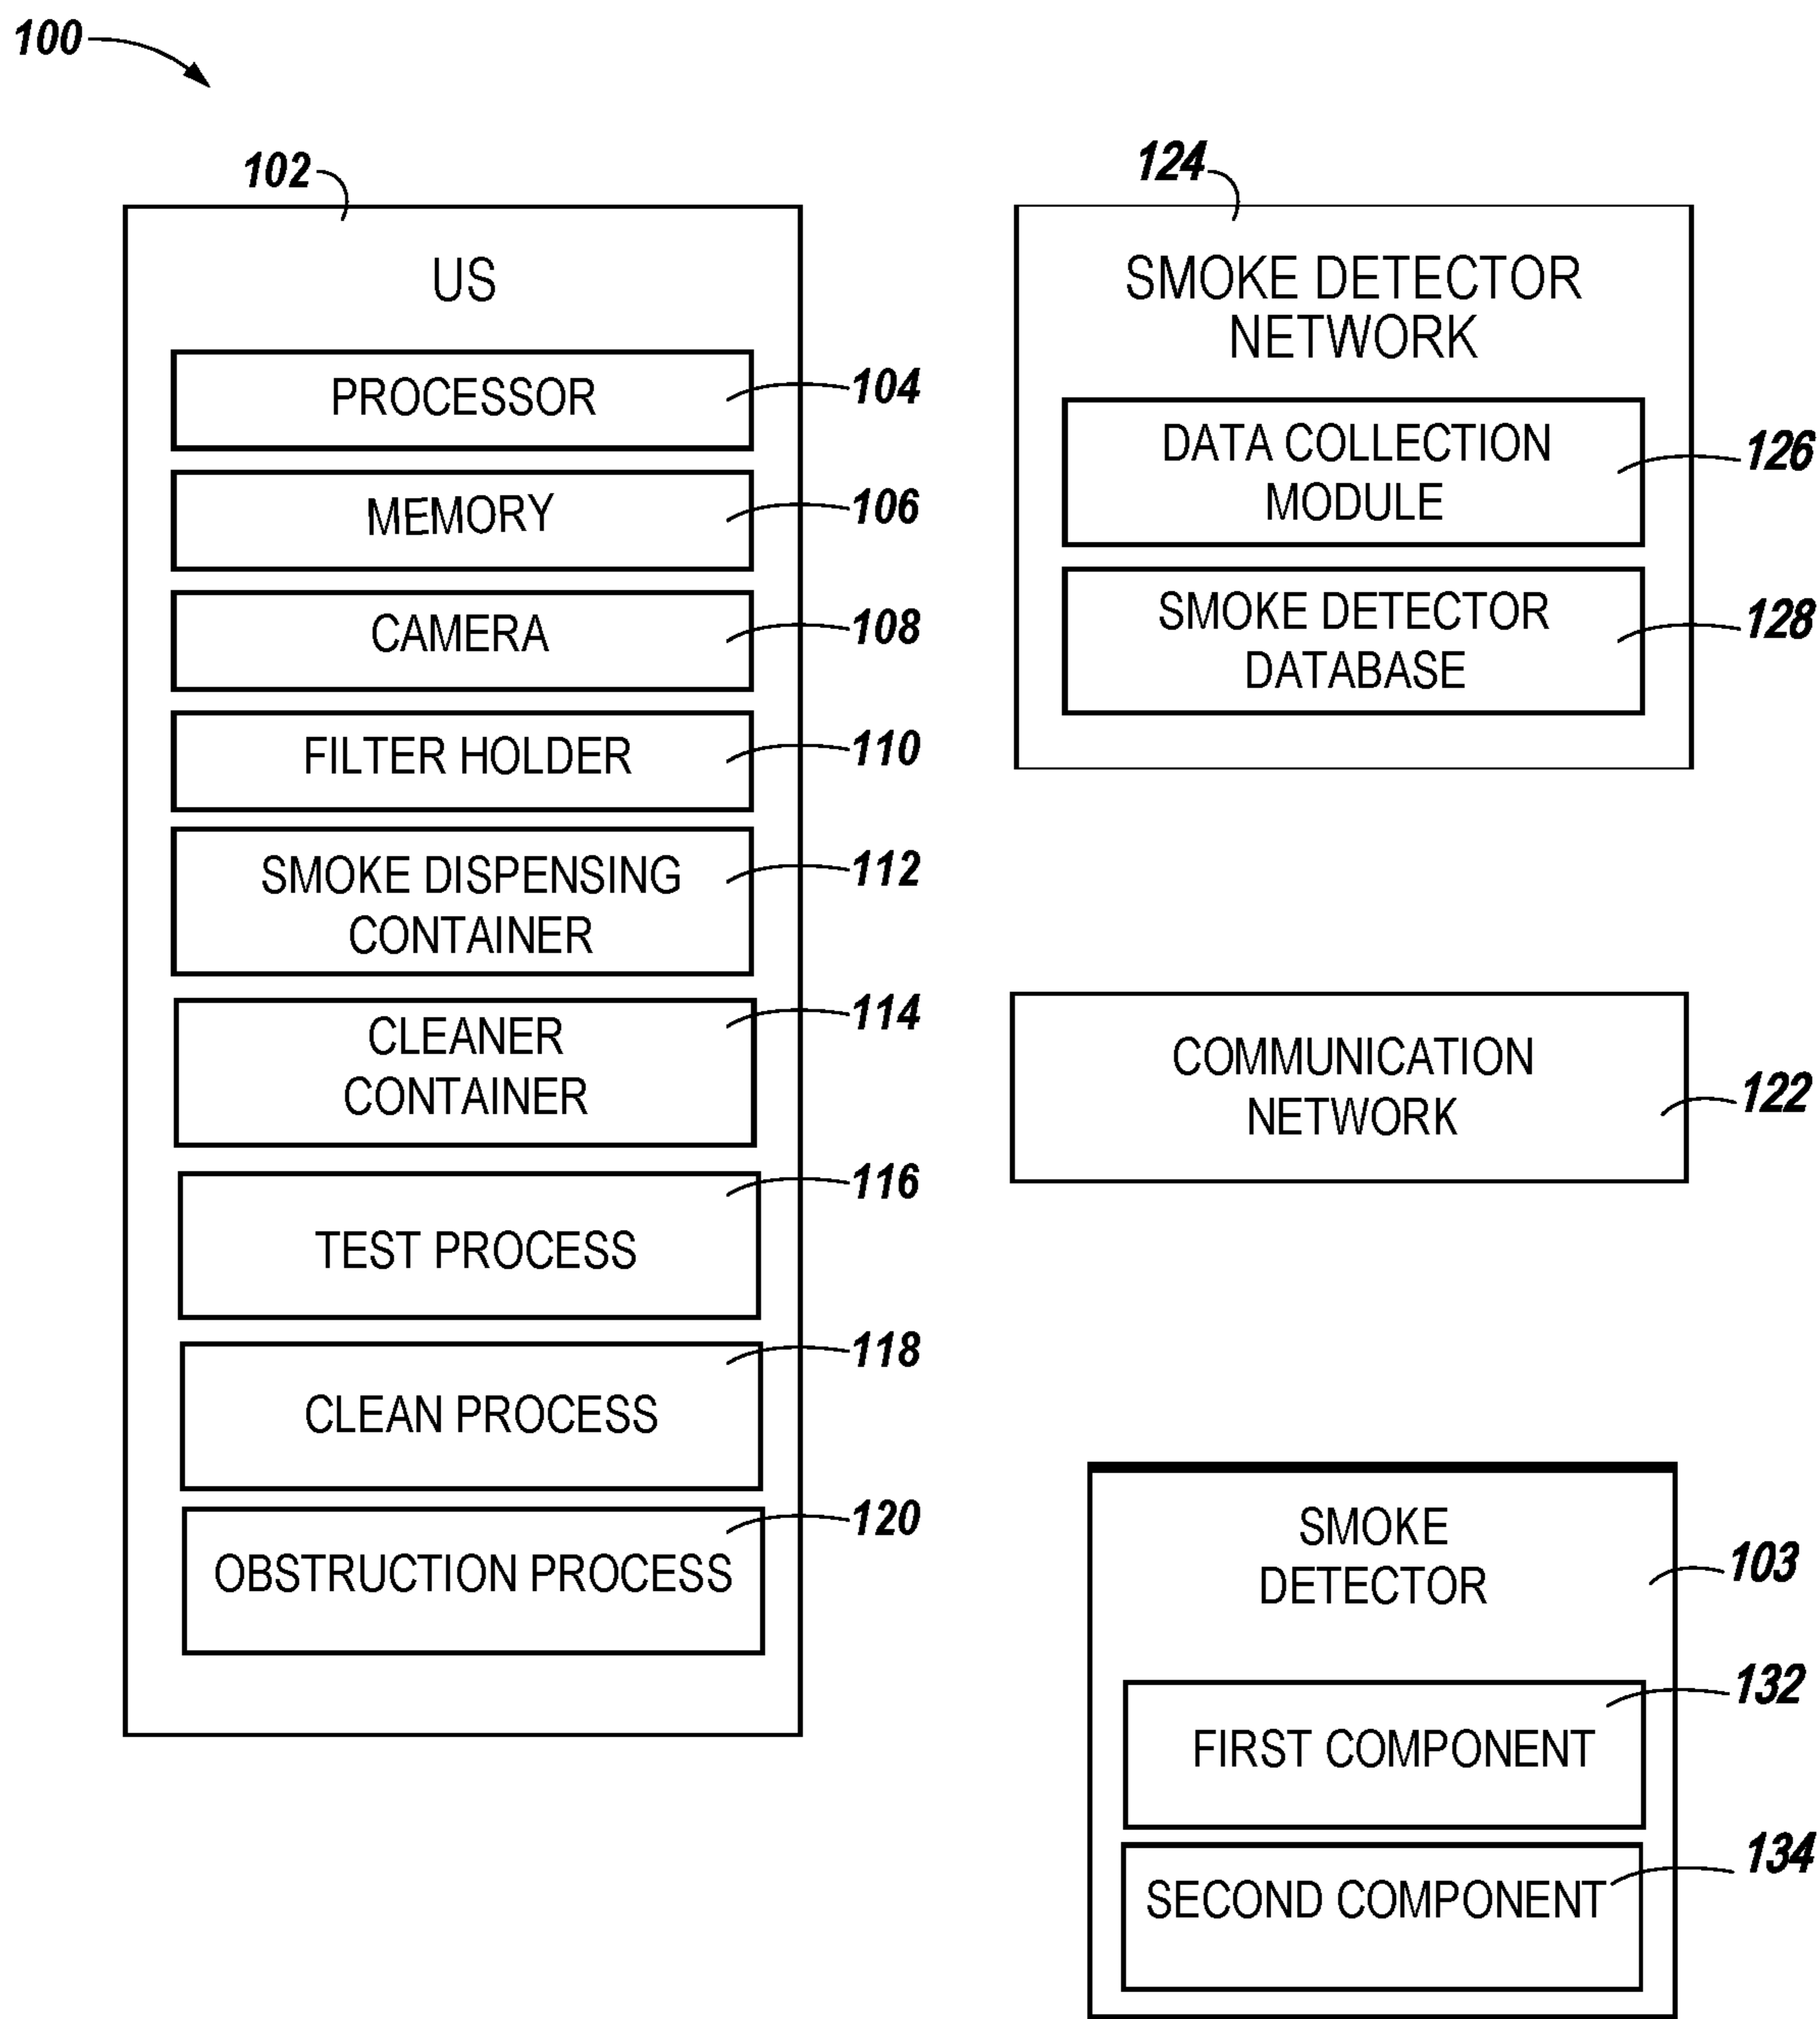 100
102
US
PROCESSOR
104
MEMORY
106
CAMERA
108
FILTER HOLDER
110
SMOKE DISPENSING
CONTAINER
112
CLEANER
CONTAINER
114
TEST PROCESS
116
CLEAN PROCESS
118
OBSTRUCTION PROCESS
120
124
SMOKE DETECTOR
NETWORK
DATA COLLECTION
MODULE
126
SMOKE DETECTOR
DATABASE
128
COMMUNICATION
NETWORK
122
SMOKE
DETECTOR
103
FIRST COMPONENT
132
SECOND COMPONENT
134